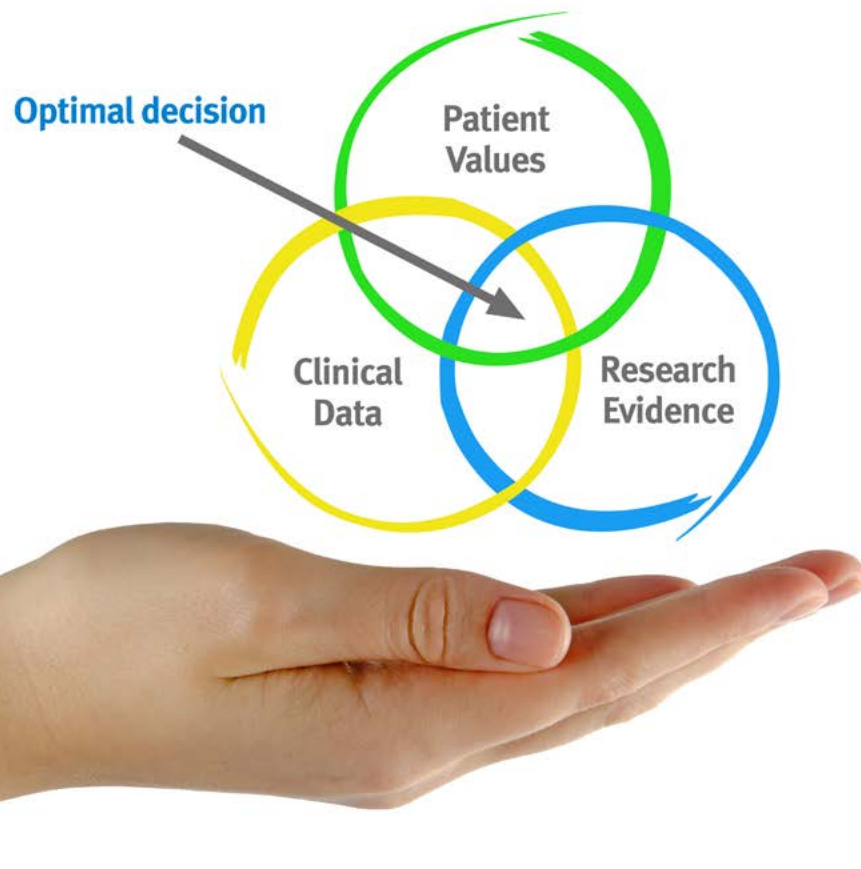 Optimal decision
Patient
Values
Clinical
Data
Research
Evidence